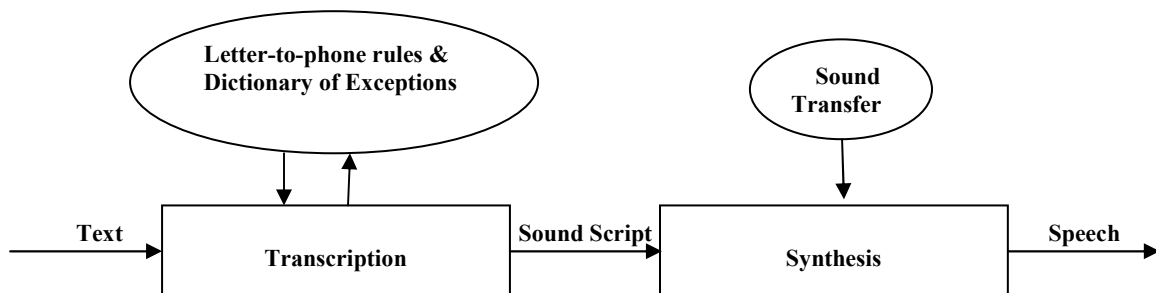 Letter-to-phone rules &
Dictionary of Exceptions
Sound
Transfer
Text
Transcription
Sound Script
Synthesis
Speech